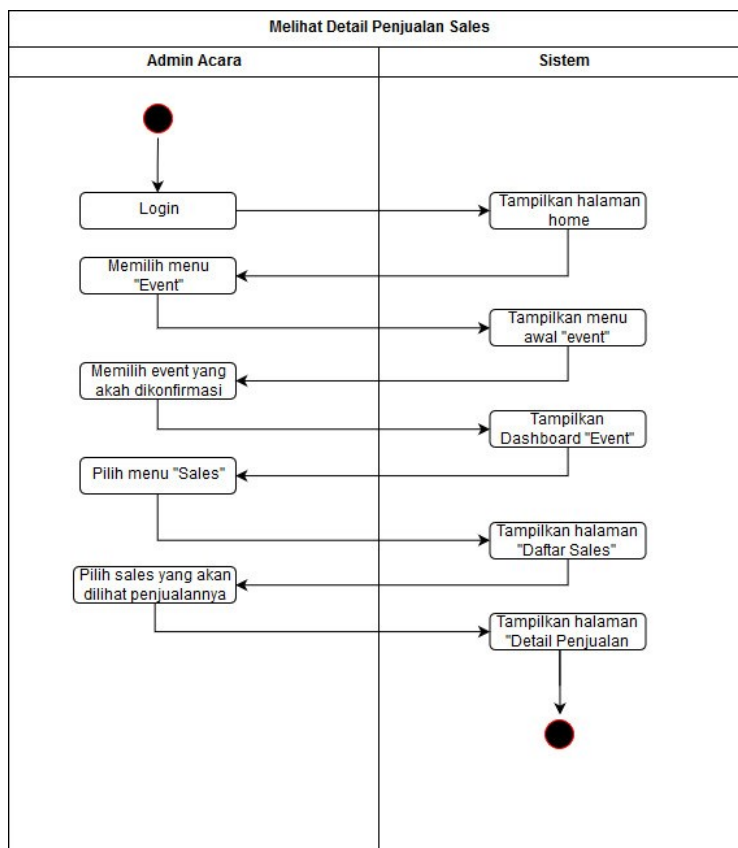 Melihat Detail Penjualan Sales
Admin Acara
Sistem
Login
Tampilkan halaman
home
Memilih menu
"Event"
Tampilkan menu
awal "event"
Memilih event yang
akah dikonfirmasi
Tampilkan
Dashboard "Event"
Pilih menu "Sales"
Tampilkan halaman
"Daftar Sales"
Pilih sales yang akan
dilihat penjualannya
Tampilkan halaman
"Detail Penjualan